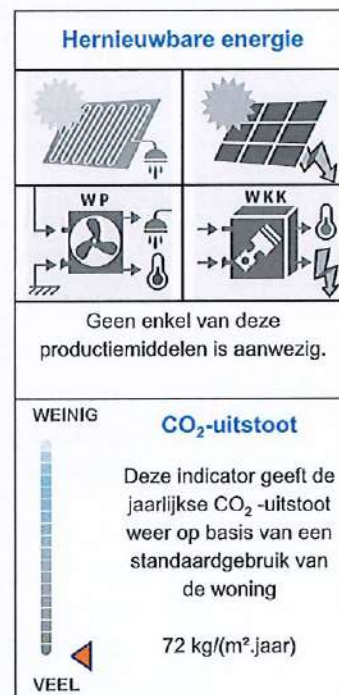 Hernieuwbare energie
WP
WKK
Geen enkel van deze
productiemiddelen is aanwezig.
WEINIG
CO₂-uitstoot
Deze indicator geeft de
jaarlijkse CO₂ -uitstoot
weer op basis van een
standaardgebruik van
de woning
72 kg/(m².jaar)
VEEL